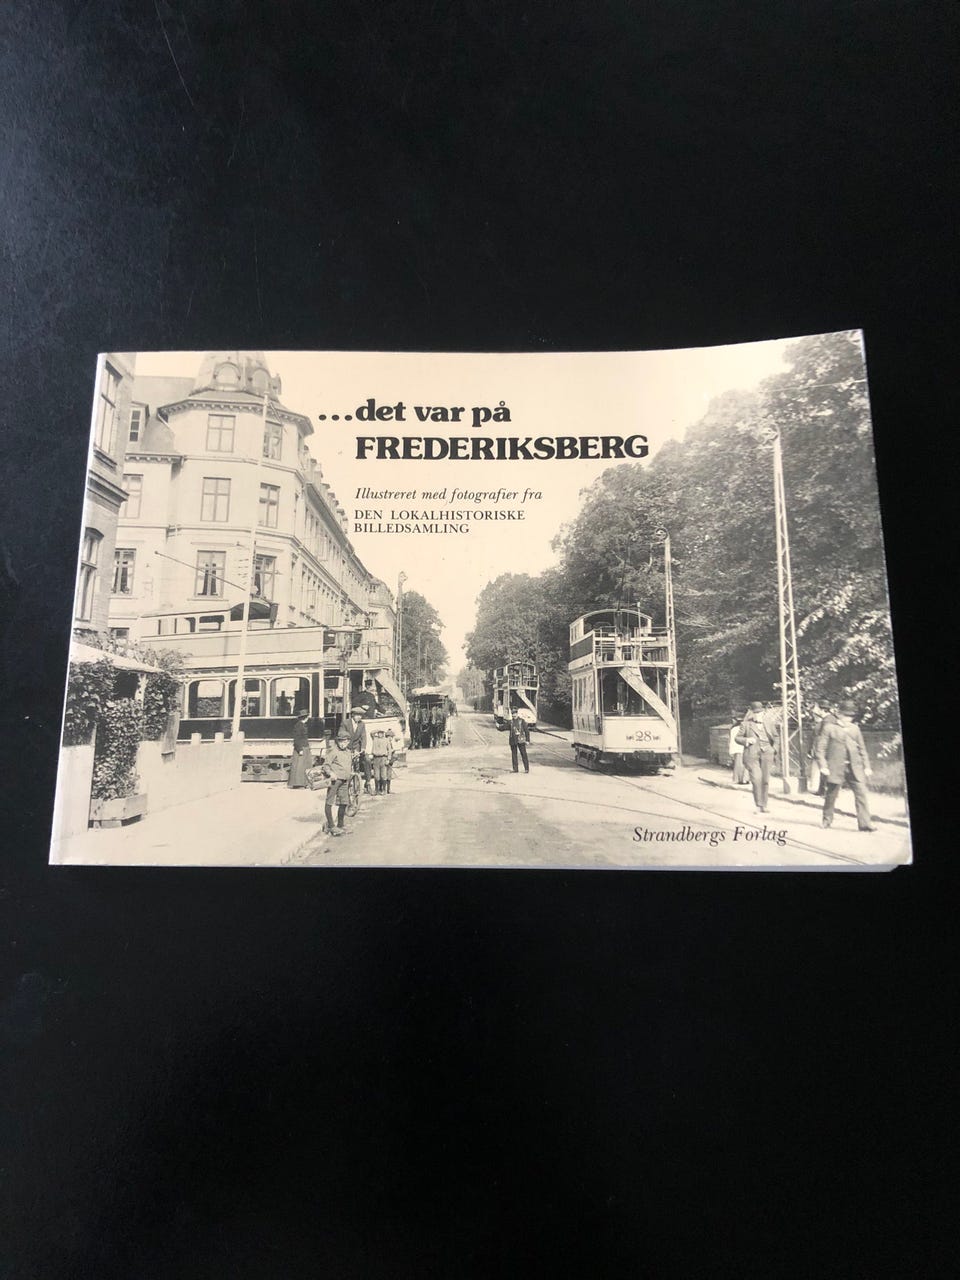 ...det var på
FREDERIKSBERG
Illustreret med fotografier fra
DEN LOKALHISTORISKE
BILLEDSAMLING
28
Strandbergs Forlag